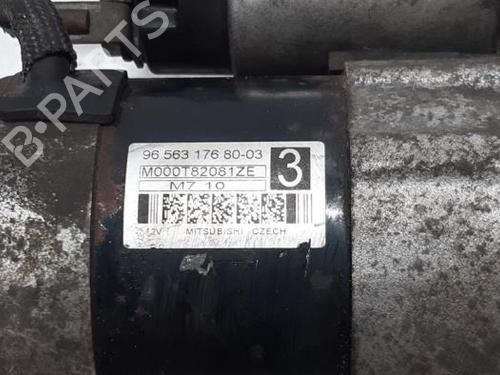 96 563 176 80-03
M000T82081ZE
3
M7 10
12V MITSUBISHI CZECH
B-PARTS